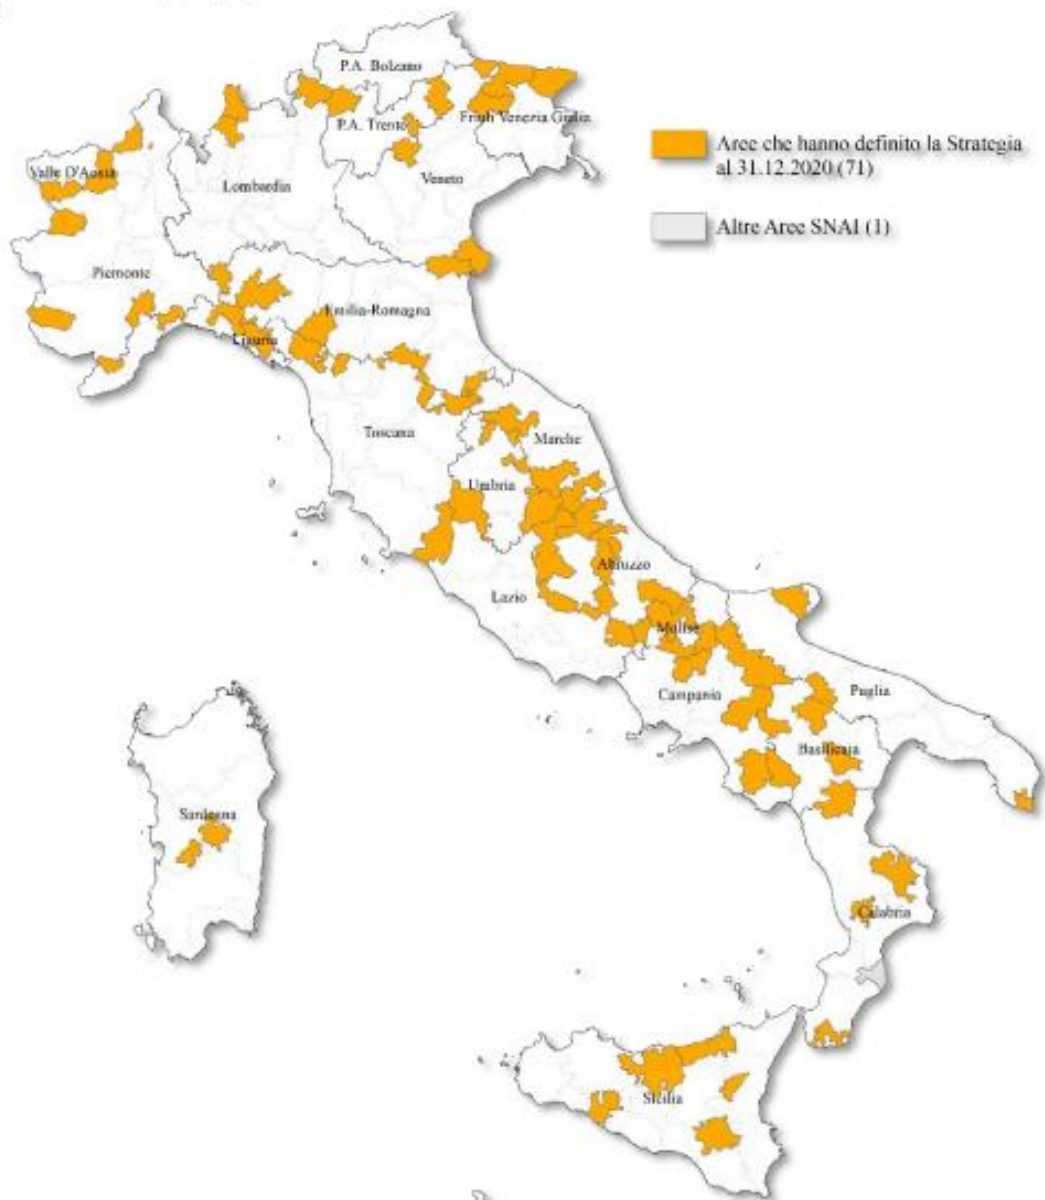 P.A. Bolzano
P.A. Trento
Friuli Venezia Giulia
Valle D'Aosta
Lombardia
Veneto
Aree che hanno definito la Strategia
al 31.12.2020 (71)
Altre Aree SNAI (1)
Piemonte
Emilia-Romagna
Liguria
Toscana
Marche
Umbria
Abruzzo
Lazio
Molise
Campania
Puglia
Basilicata
Sardegna
Calabria
Sicilia